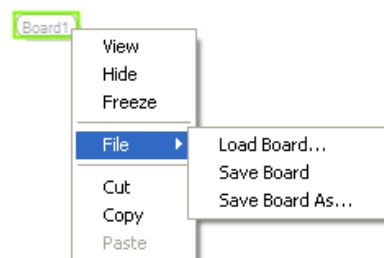 Board1
View
Hide
Freeze
File
Load Board...
Save Board
Save Board As...
Cut
Copy
Paste